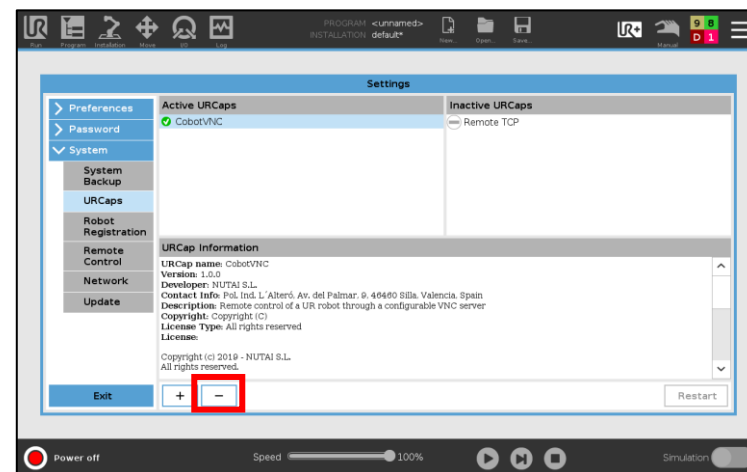 PROGRAM <unnamed>
INSTALLATION default*
Run
Program
Installation
Move
I/O
Log
New...
Open...
Save...
R+
Manual
9 8
D 1
Settings
Preferences
Password
System
System
Backup
URCaps
Robot
Registration
Remote
Control
Network
Update
Exit
Active URCaps
CobotVNC
Inactive URCaps
Remote TCP
URCap Information
URCap name: CobotVNC
Version: 1.0.0
Developer: NUTAI S.L.
Contact Info: Pol. Ind. L´Alteró. Av. del Palmar, 9, 46460 Silla, Valencia, Spain
Description: Remote control of a UR robot through a configurable VNC server
Copyright: Copyright (C)
License Type: All rights reserved
License:
Copyright (c) 2019 - NUTAI S.L.
All rights reserved.
+
−
Restart
Power off
Speed
100%
Simulation